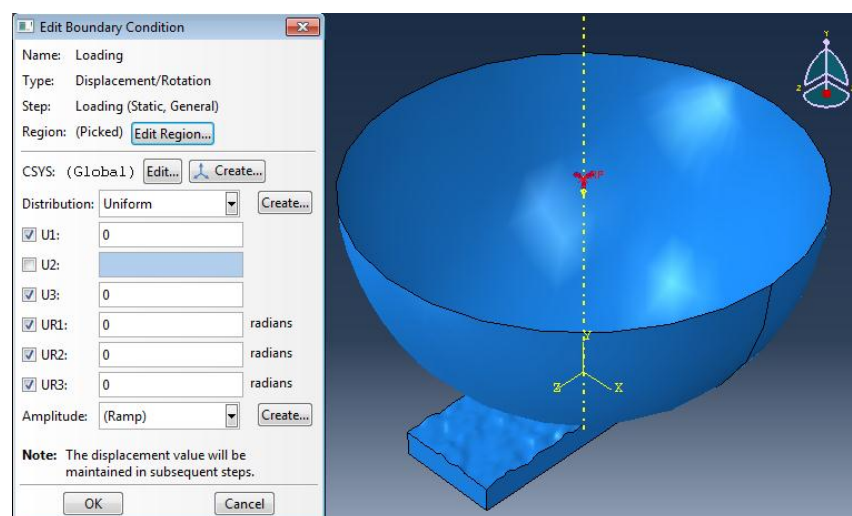 Edit Boundary Condition
Name: Loading
Type: Displacement/Rotation
Step: Loading (Static, General)
Region: (Picked) Edit Region...
CSYS: (Global) Edit... Create...
Distribution: Uniform Create...
U1: 0
U2:
U3: 0
UR1: 0 radians
UR2: 0 radians
UR3: 0 radians
Amplitude: (Ramp) Create...
Note: The displacement value will be
maintained in subsequent steps.
OK Cancel
Y
Z
RP
Y
Z X